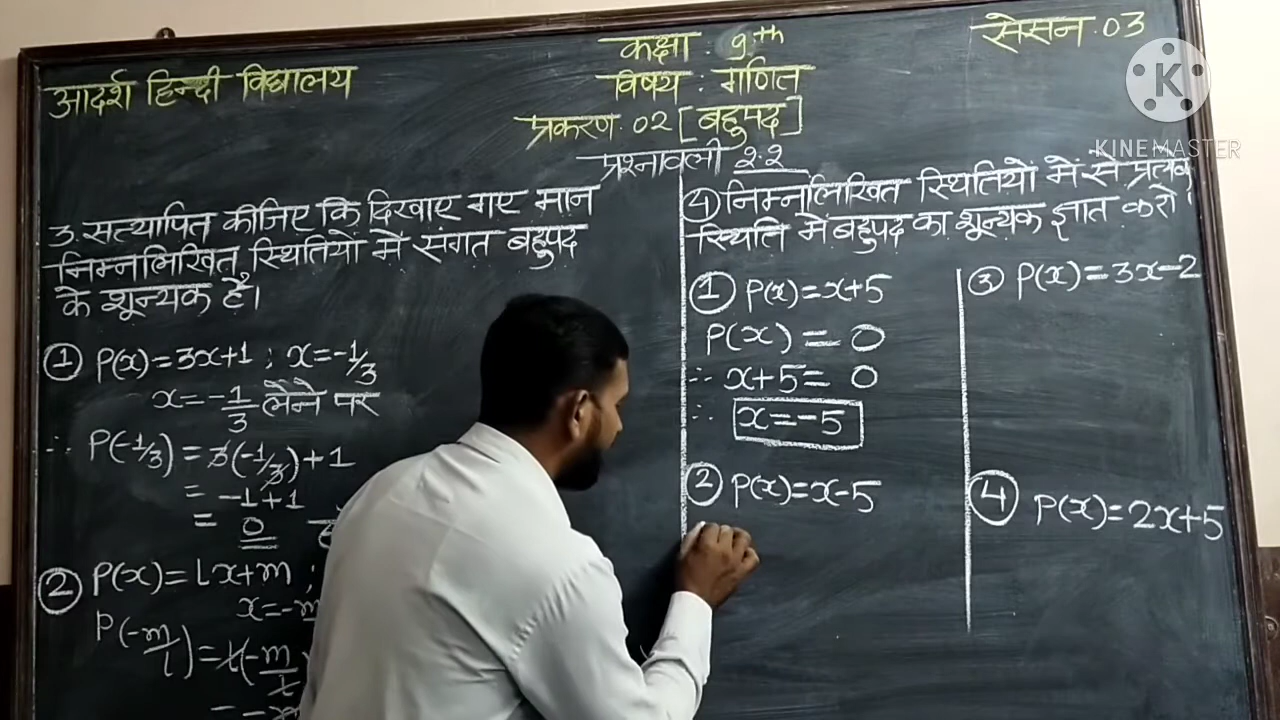 आदर्श हिन्दी विद्यालय
कक्षा : 9th
विषय : गणित
प्रकरण. 02 [बहुपद]
प्रश्नावली 2.2
सेसन. 03
K
KINEMASTER
3. सत्यापित कीजिए कि दिखाए गए मान
निम्नलिखित स्थितियों में संगत बहुपद
के शून्यक हैं।
① P(x)=3x+1 ; x=-1/3
x=-1/3 लेने पर
∴ P(-1/3) = 3(-1/3)+1
= -1+1
= 0
② P(x)=Lx+m ;
x=-m
P(-m/l) = l(-m/l
= -m
④ निम्नलिखित स्थितियों में से प्रत्येक
स्थिति में बहुपद का शून्यक ज्ञात करो।
① P(x)=x+5
P(x) = 0
∴ x+5= 0
∴ x=-5
② P(x)=x-5
③ P(x)=3x-2
④ P(x)=2x+5